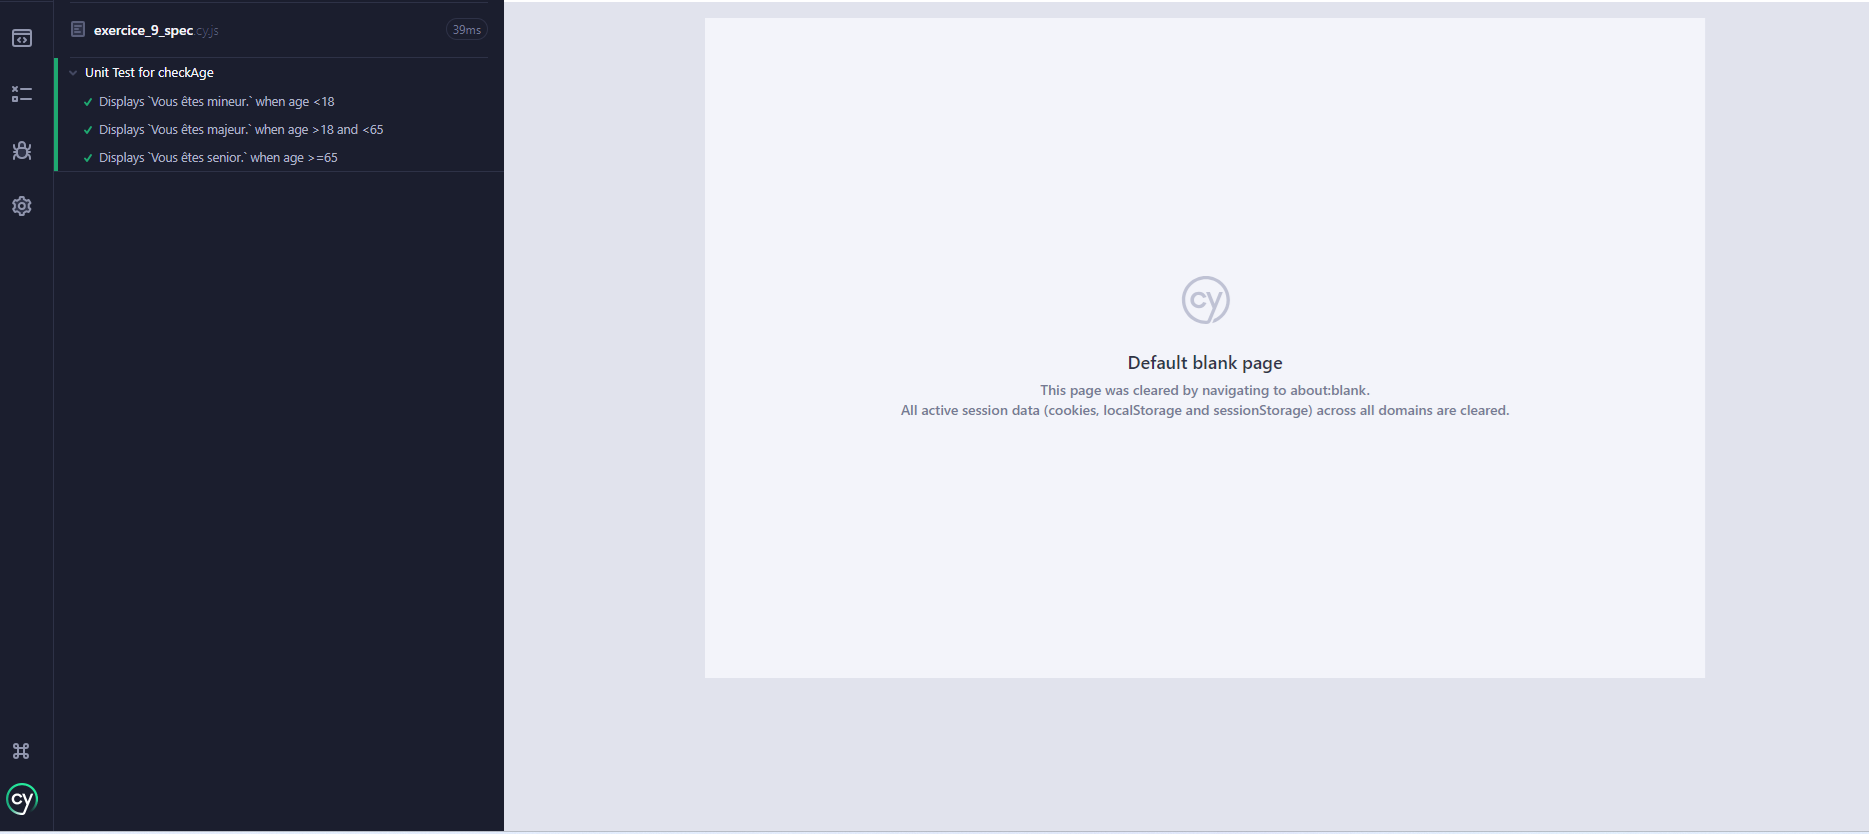 exercice_9_spec cy.js
39ms
Unit Test for checkAge
Displays `Vous êtes mineur.` when age <18
Displays `Vous êtes majeur.` when age >18 and <65
Displays `Vous êtes senior.` when age >=65
cy
Default blank page
This page was cleared by navigating to about:blank.
All active session data (cookies, localStorage and sessionStorage) across all domains are cleared.
cy